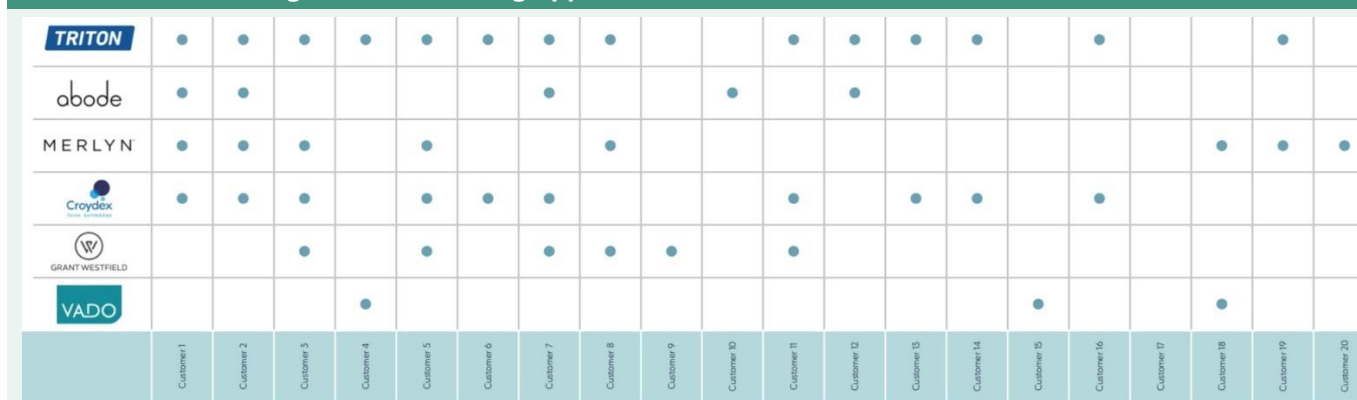 TRITON
abode
MERLYN
Croydex
GRANT WESTFIELD
VADO
Customer 1
Customer 2
Customer 3
Customer 4
Customer 5
Customer 6
Customer 7
Customer 8
Customer 9
Customer 10
Customer 11
Customer 12
Customer 13
Customer 14
Customer 15
Customer 16
Customer 17
Customer 18
Customer 19
Customer 20